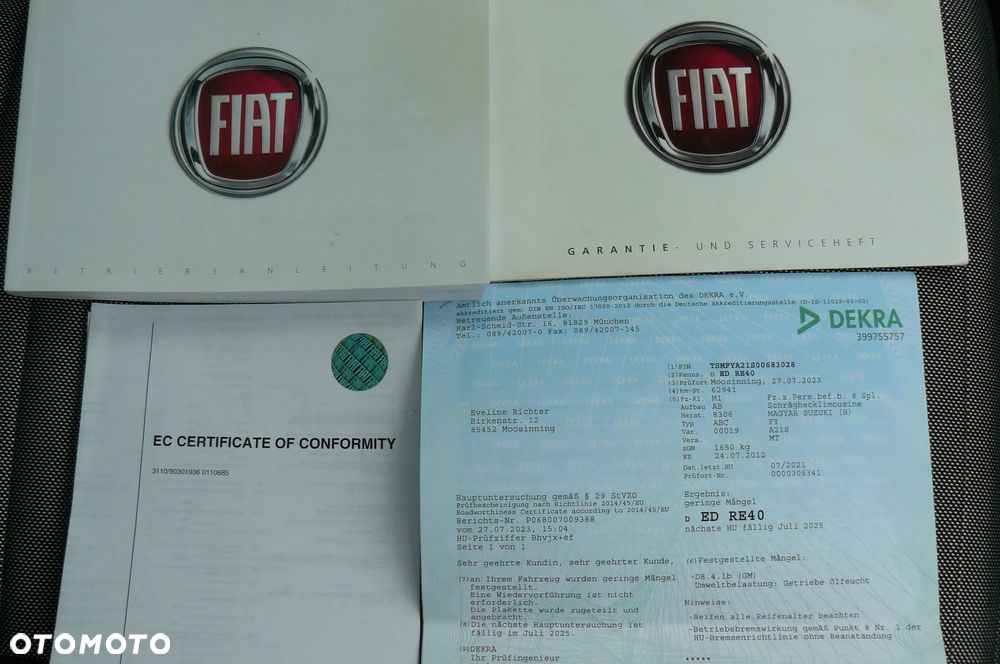 FIAT
FIAT
BETRIEBSANLEITUNG
GARANTIE- UND SERVICEHEFT
EC CERTIFICATE OF CONFORMITY
3110/90301936 0110685
Amtlich anerkannte Überwachungsorganisation des DEKRA e.V.
akkreditiert gem. DIN EN ISO/IEC 17020:2012 durch die Deutsche Akkreditierungsstelle (D-IS-11019-01-00)
Betreuende Außenstelle:
Karl-Schmid-Str. 16, 81829 München
Tel.: 089/42007-0 Fax: 089/42007-145
DEKRA
399755757
(1)FIN TSMFYA21S00683028
(2)Kennz. D ED RE40
(3)Prüfort Moosinning, 27.07.2023
(4)km-St. 62941
(5)Fz-Kl. M1 Fz.z.Pers.bef.b. 8 Spl.
Aufbau AB Schräghecklimousine
Herst. 8306 MAGYAR SUZUKI (H)
Typ ABC FY
Var. 00019 A21S
Vers. MT
zGM 1650 kg
EZ 24.07.2012
Dat.letzt.HU 07/2021
Prüfort-Nr. 0000306341
Eveline Richter
Birkenstr. 12
85452 Moosinning
Hauptuntersuchung gemäß § 29 StVZO
Prüfbescheinigung nach Richtlinie 2014/45/EU
Roadworthiness Certificate according to 2014/45/EU
Berichts-Nr. P068007009388
vom 27.07.2023, 15:04
HU-Prüfziffer Bhvjx+ef
Seite 1 von 1
Ergebnis:
geringe Mängel
D ED RE40
nächste HU fällig Juli 2025
Sehr geehrte Kundin, sehr geehrter Kunde,
(7)an Ihrem Fahrzeug wurden geringe Mängel
festgestellt.
Eine Wiedervorführung ist nicht
erforderlich.
Die Plakette wurde zugeteilt und
angebracht.
(8)Die nächste Hauptuntersuchung ist
fällig im Juli 2025.
(9)DEKRA
Ihr Prüfingenieur
(6)Festgestellte Mängel:
-D8.4.1b (GM)
Umweltbelastung: Getriebe ölfeucht
Hinweise:
-Reifen alle Reifenalter beachten
-Betriebsbremswirkung gemäß Punkt 8 Nr. 1 der
HU-Bremsenrichtlinie ohne Beanstandung
*****
OTOMOTO